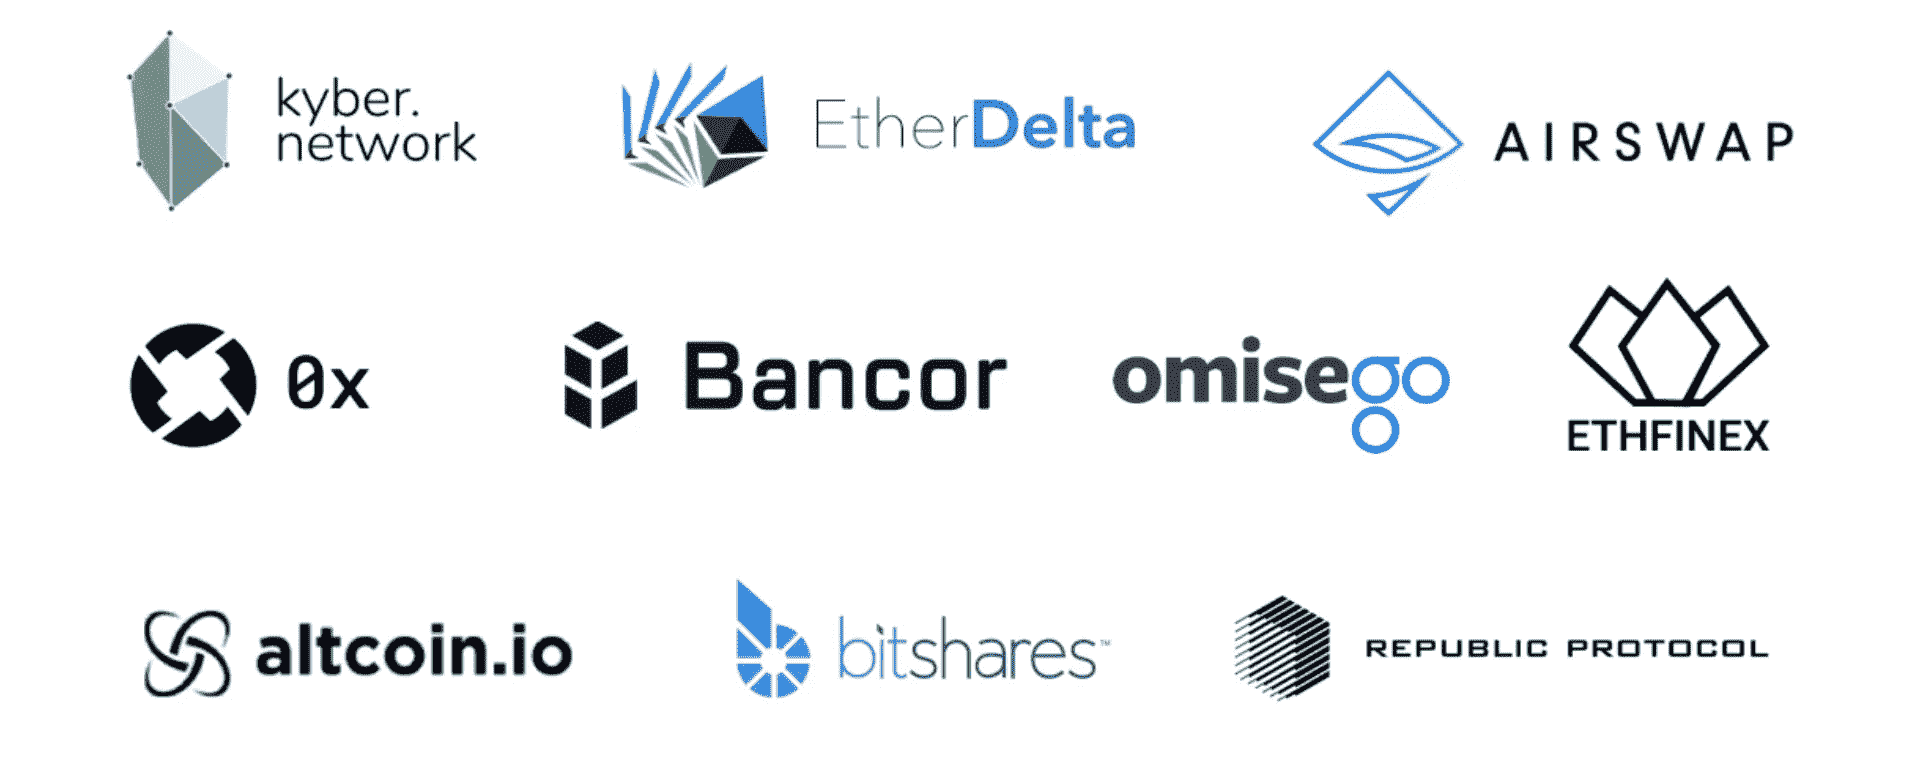 kyber.
network
EtherDelta
AIRSWAP
0x
Bancor
omisego
ETHFINEX
altcoin.io
bitshares™
REPUBLIC PROTOCOL